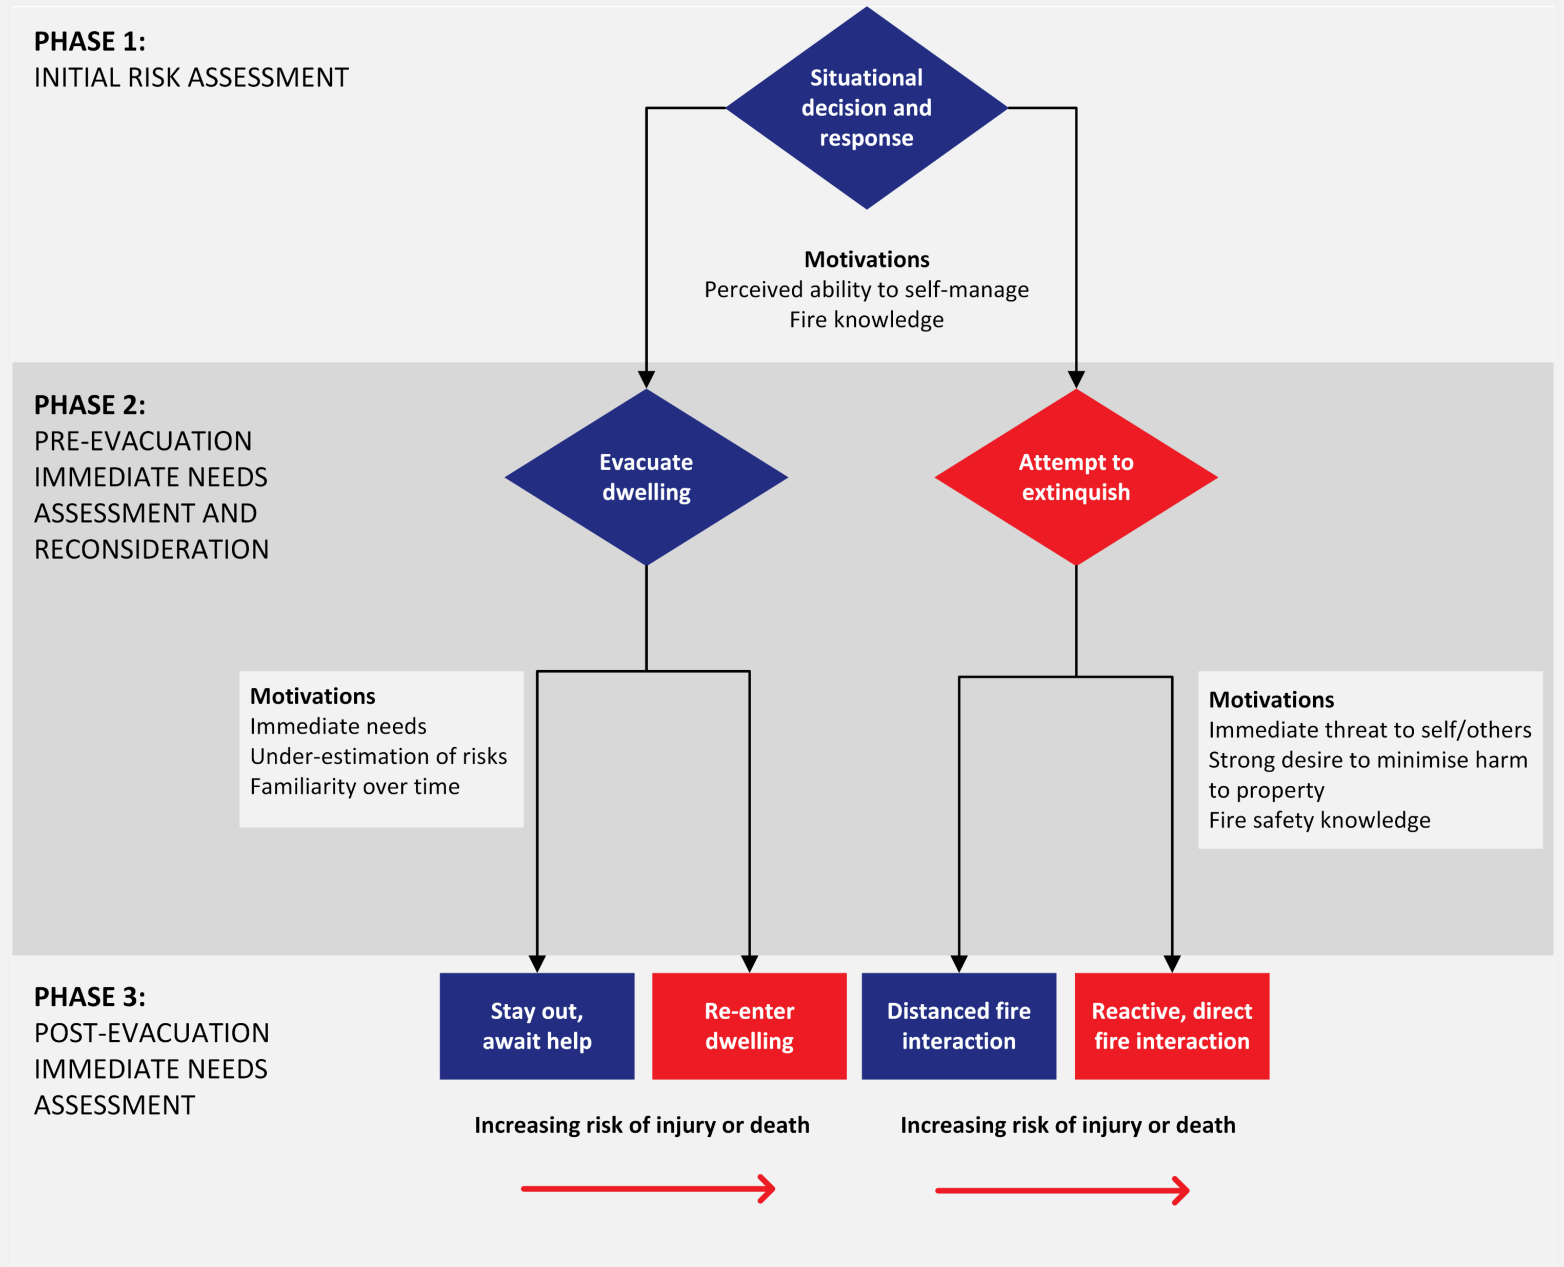 PHASE 1:
INITIAL RISK ASSESSMENT
Situational
decision and
response
Motivations
Perceived ability to self-manage
Fire knowledge
PHASE 2:
PRE-EVACUATION
IMMEDIATE NEEDS
ASSESSMENT AND
RECONSIDERATION
Evacuate
dwelling
Attempt to
extinquish
Motivations
Immediate needs
Under-estimation of risks
Familiarity over time
Motivations
Immediate threat to self/others
Strong desire to minimise harm
to property
Fire safety knowledge
PHASE 3:
POST-EVACUATION
IMMEDIATE NEEDS
ASSESSMENT
Stay out,
await help
Re-enter
dwelling
Distanced fire
interaction
Reactive, direct
fire interaction
Increasing risk of injury or death
Increasing risk of injury or death